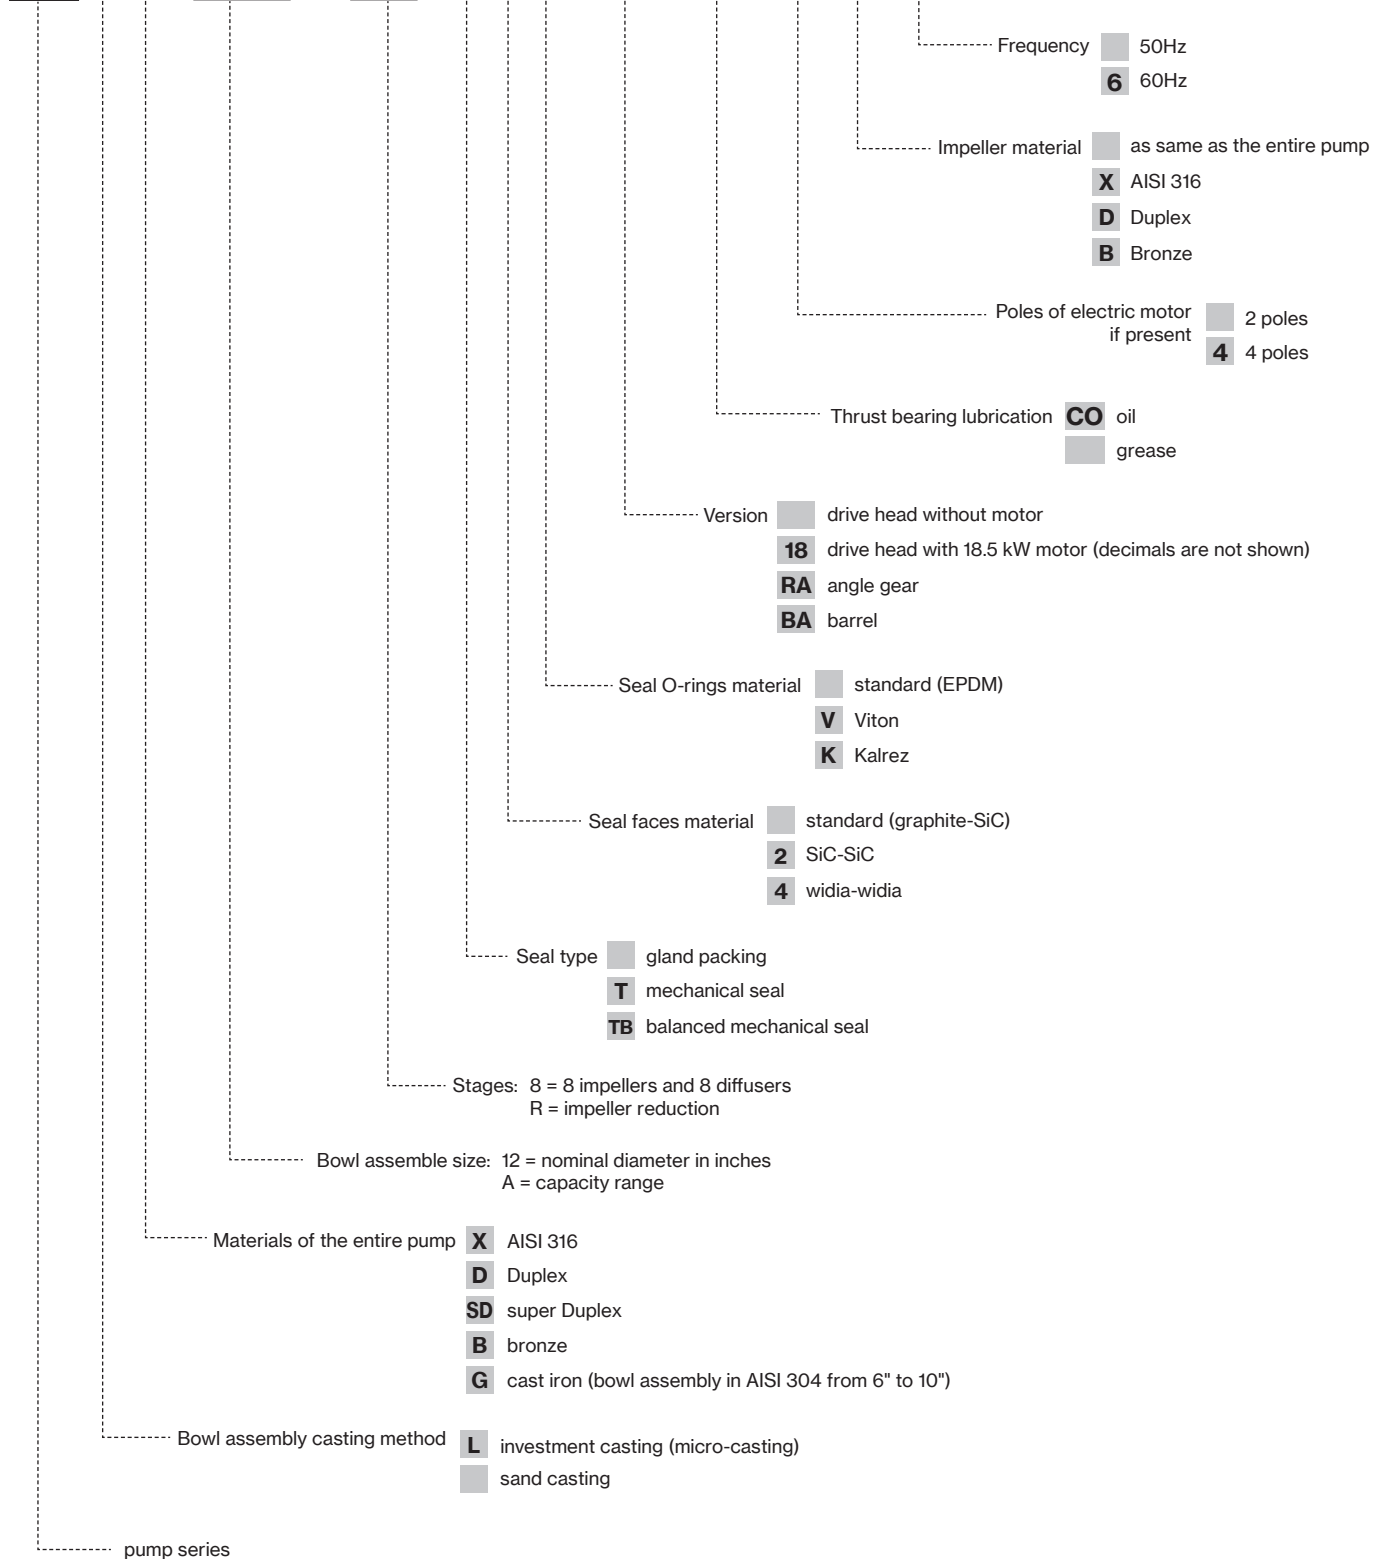 Frequency 50Hz
6 60Hz
Impeller material as same as the entire pump
X AISI 316
D Duplex
B Bronze
Poles of electric motor
if present
2 poles
4 4 poles
Thrust bearing lubrication CO oil
grease
Version drive head without motor
18 drive head with 18.5 kW motor (decimals are not shown)
RA angle gear
BA barrel
Seal O-rings material standard (EPDM)
V Viton
K Kalrez
Seal faces material standard (graphite-SiC)
2 SiC-SiC
4 widia-widia
Seal type gland packing
T mechanical seal
TB balanced mechanical seal
Stages: 8 = 8 impellers and 8 diffusers
R = impeller reduction
Bowl assemble size: 12 = nominal diameter in inches
A = capacity range
Materials of the entire pump X AISI 316
D Duplex
SD super Duplex
B bronze
G cast iron (bowl assembly in AISI 304 from 6" to 10")
Bowl assembly casting method L investment casting (micro-casting)
sand casting
pump series